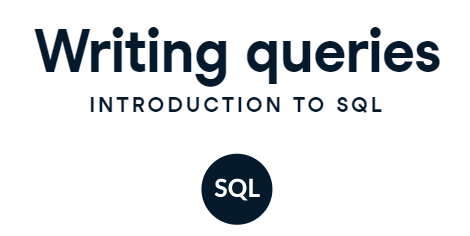 Writing queries
INTRODUCTION TO SQL
SQL